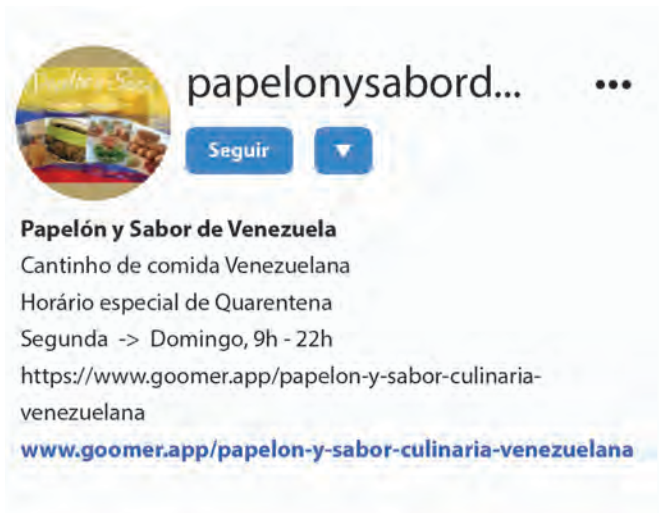 papelonysabord...
Seguir
Papelón y Sabor de Venezuela
Cantinho de comida Venezuelana
Horário especial de Quarentena
Segunda -> Domingo, 9h - 22h
https://www.goomer.app/papelon-y-sabor-culinaria-
venezuelana
www.goomer.app/papelon-y-sabor-culinaria-venezuelana